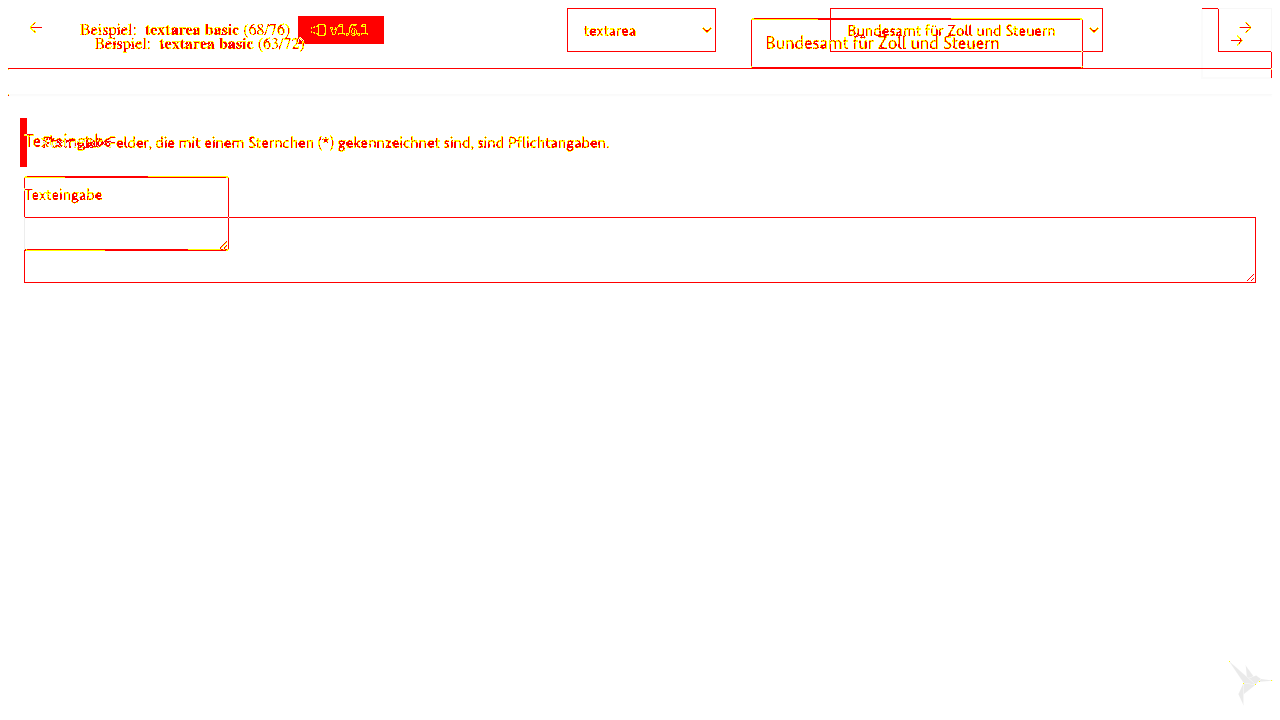 Beispiel: textarea basic (68/76) v1.6.1 textarea Bundesamt für Zoll und Steuern
Beispiel: textarea basic (63/72) Bundesamt für Zoll und Steuern
Texteingabe
Felder, die mit einem Sternchen (*) gekennzeichnet sind, sind Pflichtangaben.
Texteingabe